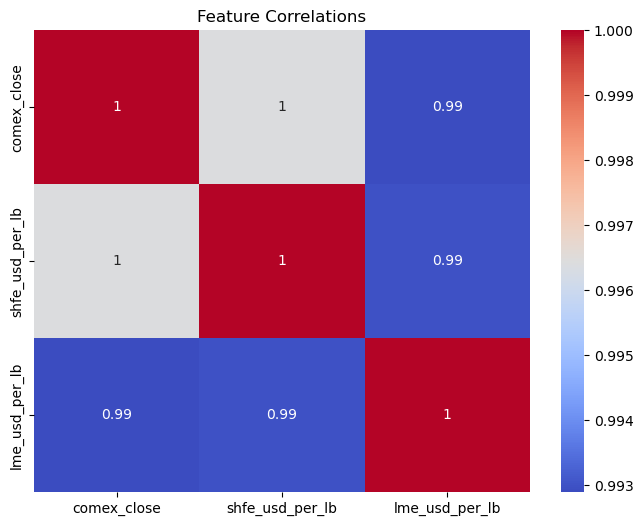 Feature Correlations
comex_close
1
1
0.99
shfe_usd_per_lb
1
1
0.99
lme_usd_per_lb
0.99
0.99
1
comex_close
shfe_usd_per_lb
lme_usd_per_lb
1.000
0.999
0.998
0.997
0.996
0.995
0.994
0.993